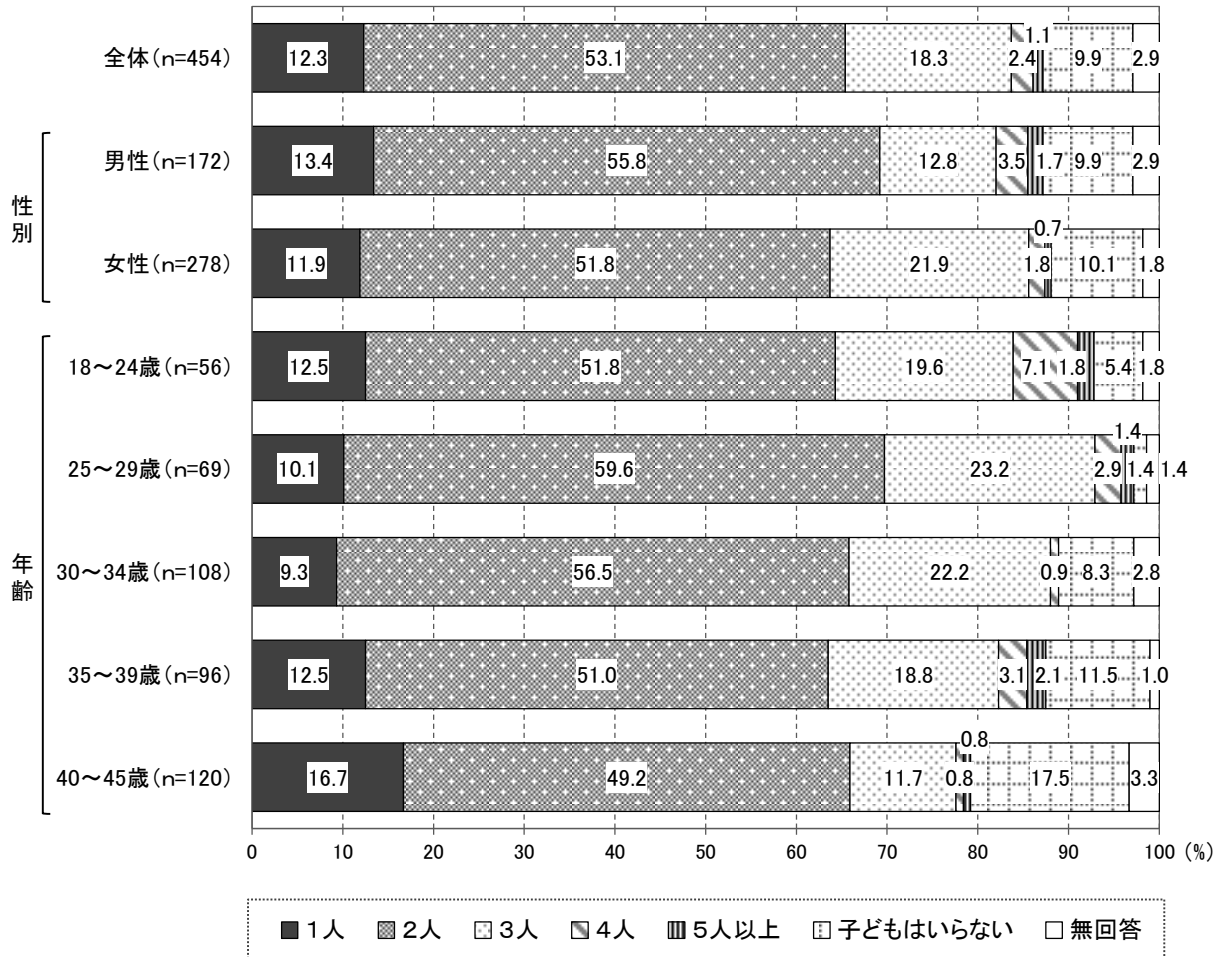 全体(n=454) 12.3 53.1 18.3 2.4 1.1 9.9 2.9
性別
男性(n=172) 13.4 55.8 12.8 3.5 1.7 9.9 2.9
女性(n=278) 11.9 51.8 21.9 1.8 0.7 10.1 1.8
年齢
18～24歳(n=56) 12.5 51.8 19.6 7.1 1.8 5.4 1.8
25～29歳(n=69) 10.1 59.6 23.2 2.9 1.4 1.4 1.4
30～34歳(n=108) 9.3 56.5 22.2 0.9 8.3 2.8
35～39歳(n=96) 12.5 51.0 18.8 3.1 2.1 11.5 1.0
40～45歳(n=120) 16.7 49.2 11.7 0.8 0.8 17.5 3.3
0 10 20 30 40 50 60 70 80 90 100 (%)
1人 2人 3人 4人 5人以上 子どもはいらない 無回答